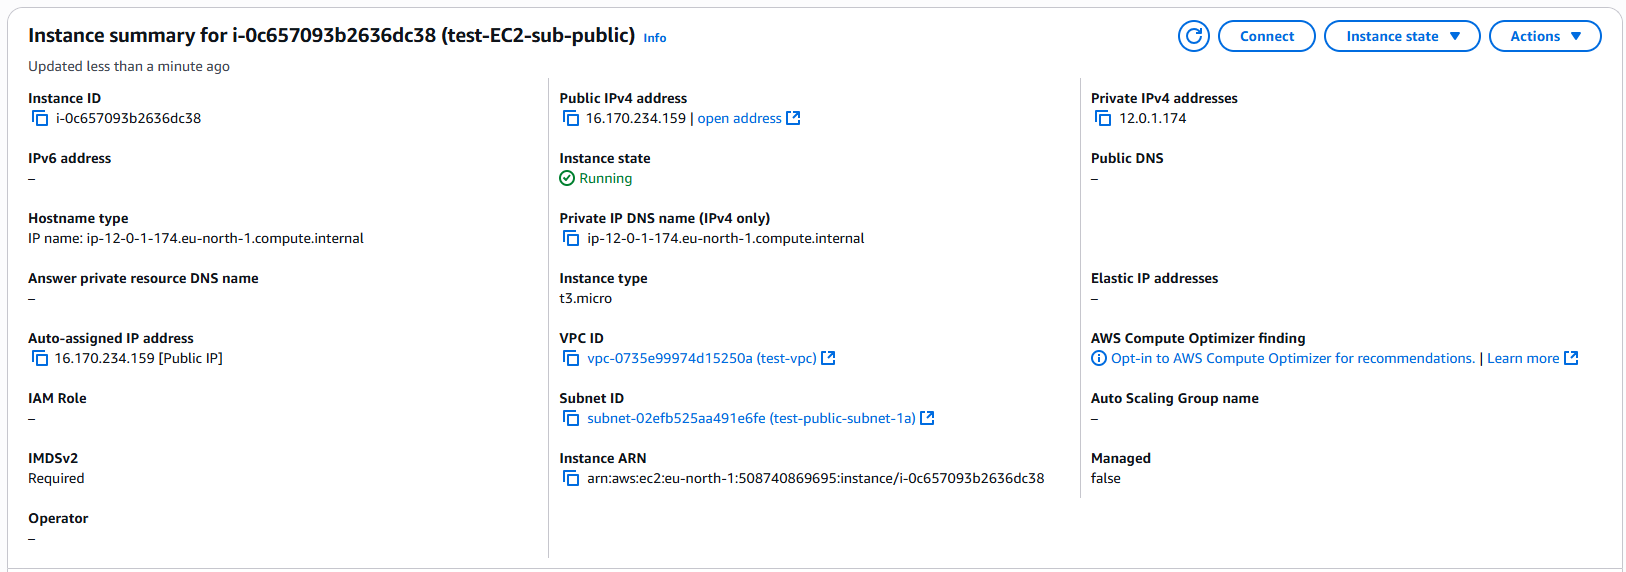 Instance summary for i-0c657093b2636dc38 (test-EC2-sub-public) Info
Connect
Instance state
Actions
Updated less than a minute ago
Instance ID
i-0c657093b2636dc38
Public IPv4 address
16.170.234.159 | open address
Private IPv4 addresses
12.0.1.174
IPv6 address
–
Instance state
Running
Public DNS
–
Hostname type
IP name: ip-12-0-1-174.eu-north-1.compute.internal
Private IP DNS name (IPv4 only)
ip-12-0-1-174.eu-north-1.compute.internal
Answer private resource DNS name
–
Instance type
t3.micro
Elastic IP addresses
–
Auto-assigned IP address
16.170.234.159 [Public IP]
VPC ID
vpc-0735e99974d15250a (test-vpc)
AWS Compute Optimizer finding
Opt-in to AWS Compute Optimizer for recommendations. | Learn more
IAM Role
–
Subnet ID
subnet-02efb525aa491e6fe (test-public-subnet-1a)
Auto Scaling Group name
–
IMDSv2
Required
Instance ARN
arn:aws:ec2:eu-north-1:508740869695:instance/i-0c657093b2636dc38
Managed
false
Operator
–